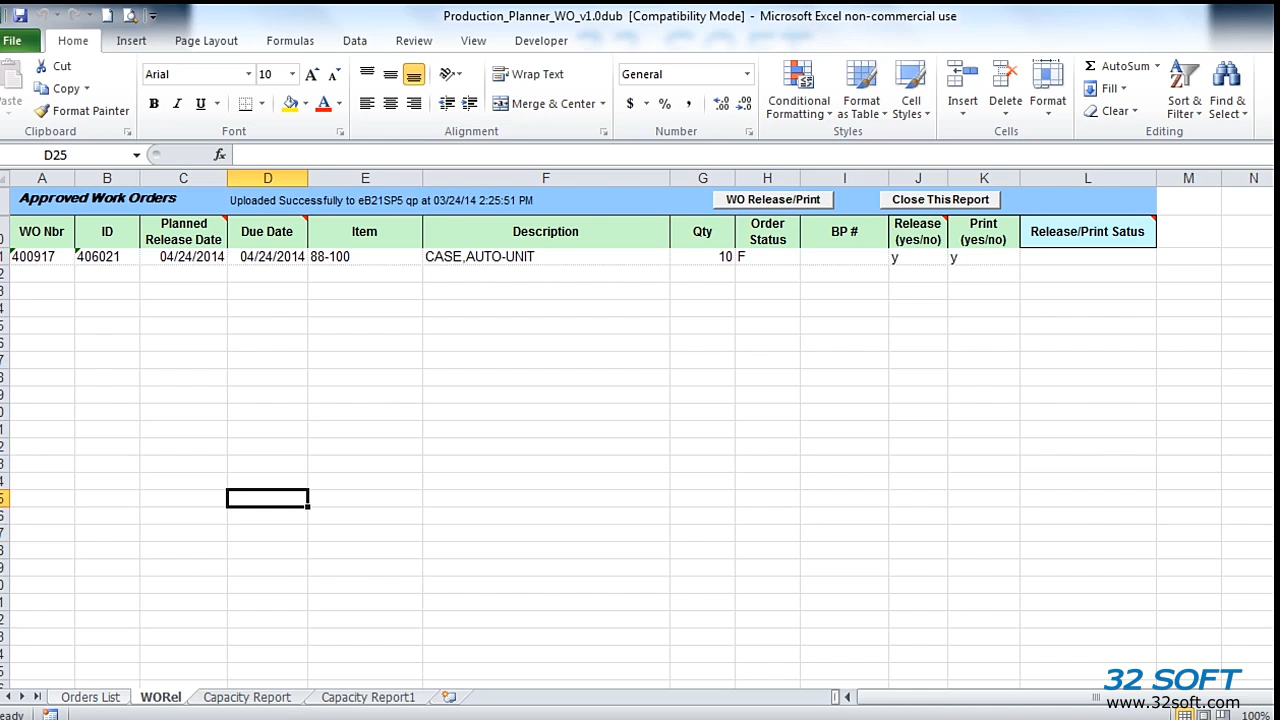 Production_Planner_WO_v1.0dub [Compatibility Mode] - Microsoft Excel non-commercial use
File Home Insert Page Layout Formulas Data Review View Developer
Cut
Copy
Format Painter
Clipboard
Arial 10
B I U
Font
Wrap Text
Merge & Center
Alignment
General
$ % ,
Number
Conditional Formatting
Format as Table
Cell Styles
Styles
Insert Delete Format
Cells
AutoSum
Fill
Clear
Sort & Filter
Find & Select
Editing
D25 fx
A B C D E F G H I J K L M N
Approved Work Orders Uploaded Successfully to eB21SP5 qp at 03/24/14 2:25:51 PM WO Release/Print Close This Report
WO Nbr ID Planned Release Date Due Date Item Description Qty Order Status BP # Release (yes/no) Print (yes/no) Release/Print Satus
400917 406021 04/24/2014 04/24/2014 88-100 CASE,AUTO-UNIT 10 F y y
Orders List WORel Capacity Report Capacity Report1
32 SOFT
www.32soft.com
100%